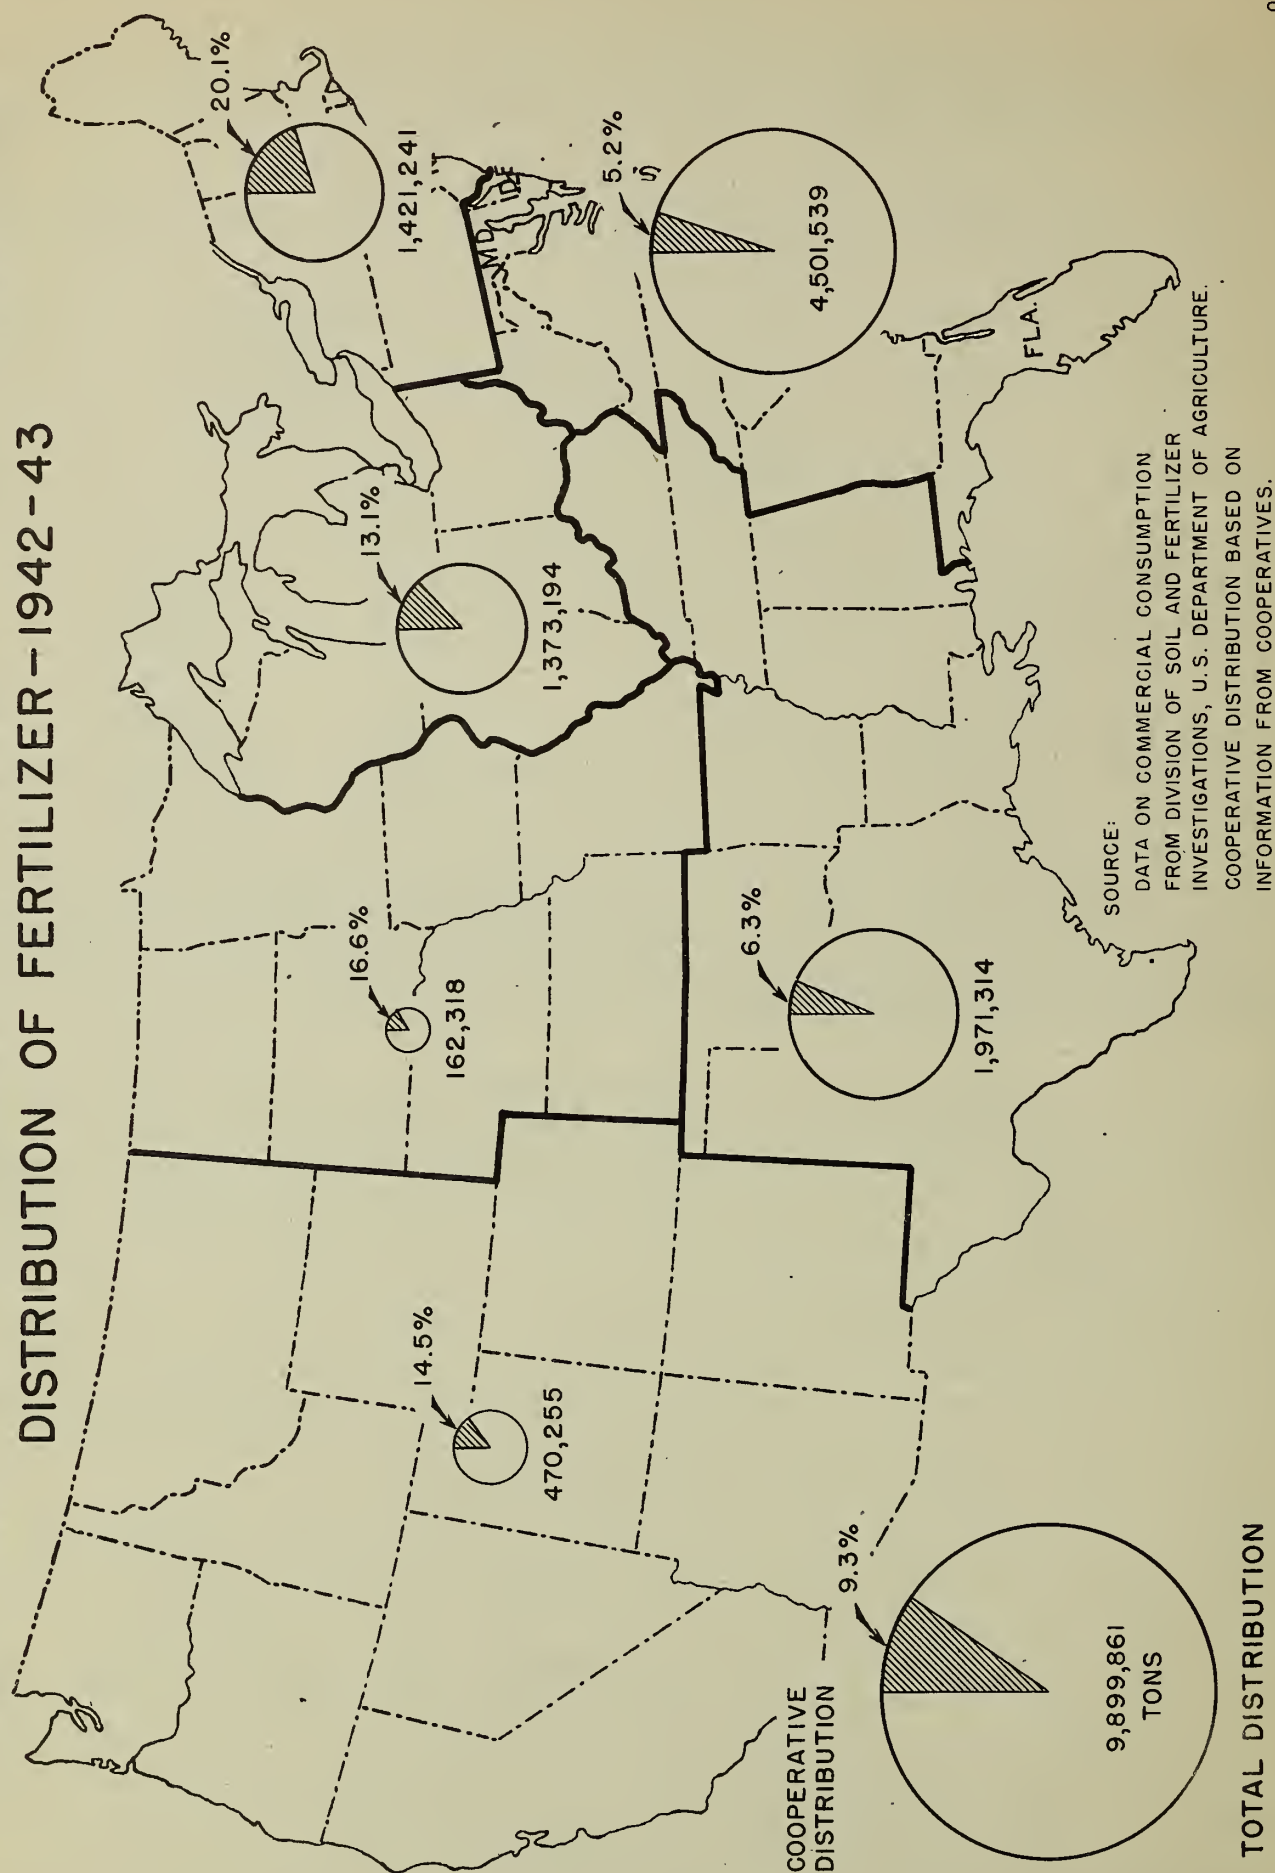 DISTRIBUTION OF FERTILIZER-1942-43
20.1%
1,421,241
MD.
DE
13.1%
1,373,194
5.2%
4,501,539
16.6%
162,318
14.5%
470,255
6.3%
1,971,314
FLA.
COOPERATIVE
DISTRIBUTION
9.3%
9,899,861
TONS
TOTAL DISTRIBUTION
SOURCE:
DATA ON COMMERCIAL CONSUMPTION
FROM DIVISION OF SOIL AND FERTILIZER
INVESTIGATIONS, U.S. DEPARTMENT OF AGRICULTURE.
COOPERATIVE DISTRIBUTION BASED ON
INFORMATION FROM COOPERATIVES.